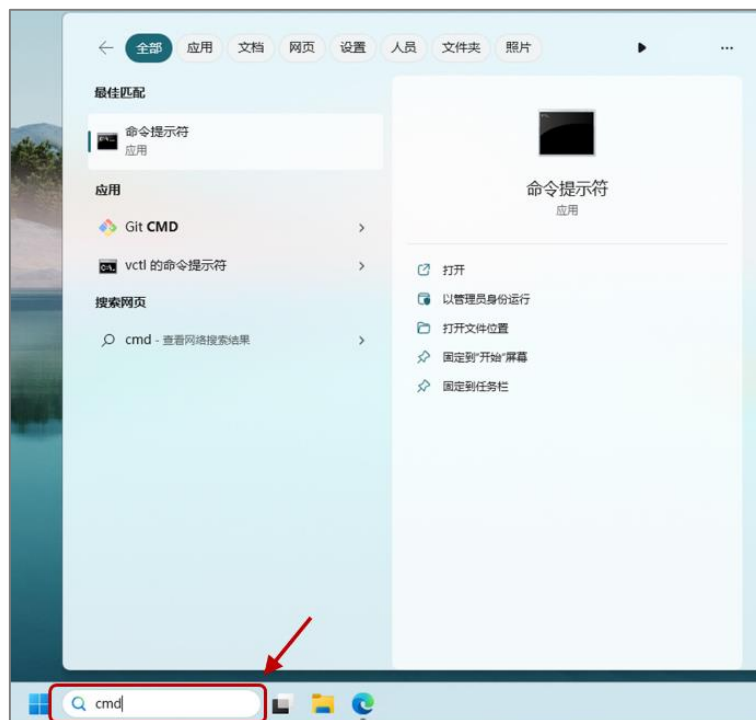 全部 应用 文档 网页 设置 人员 文件夹 照片 ...
最佳匹配
命令提示符
应用
应用
Git CMD
vctl 的命令提示符
搜索网页
cmd - 查看网络搜索结果
命令提示符
应用
打开
以管理员身份运行
打开文件位置
固定到"开始"屏幕
固定到任务栏
cmd